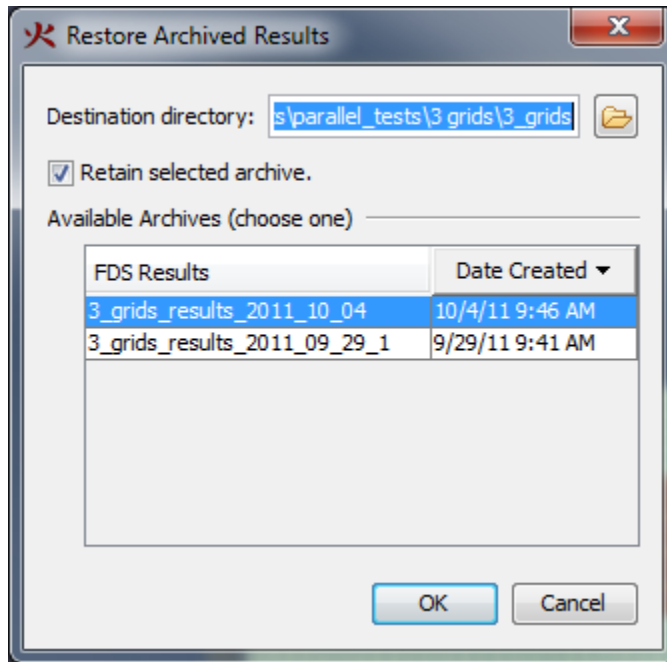 Restore Archived Results
Destination directory: s\parallel_tests\3 grids\3_grids
Retain selected archive.
Available Archives (choose one)
FDS Results Date Created
3_grids_results_2011_10_04 10/4/11 9:46 AM
3_grids_results_2011_09_29_1 9/29/11 9:41 AM
OK Cancel